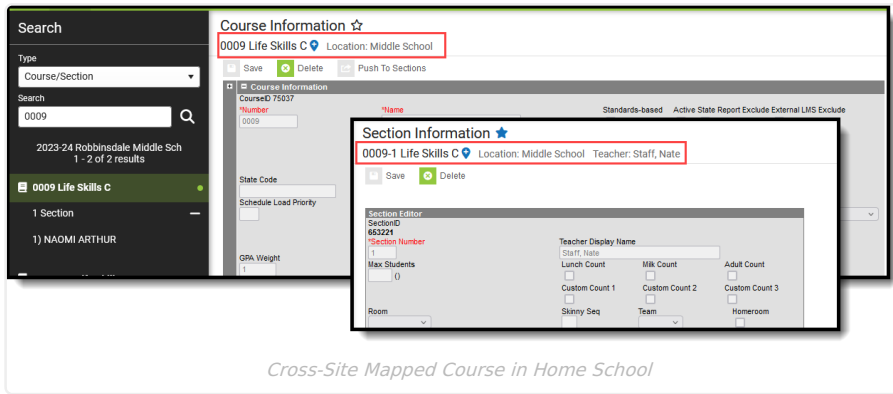 Search
Type
Course/Section
Search
0009
2023-24 Robbinsdale Middle Sch
1 - 2 of 2 results
0009 Life Skills C
1 Section
1) NAOMI ARTHUR
Course Information
0009 Life Skills C Location: Middle School
Save Delete Push To Sections
Course Information
CourseID 75037
*Number *Name Standards-based Active State Report Exclude External LMS Exclude
0009
State Code
Schedule Load Priority
GPA Weight
1
Section Information
0009-1 Life Skills C Location: Middle School Teacher: Staff, Nate
Save Delete
Section Editor
SectionID
653221
*Section Number Teacher Display Name
1 Staff, Nate
Max Students Lunch Count Milk Count Adult Count
()
Custom Count 1 Custom Count 2 Custom Count 3
Room Skinny Seq Team Homeroom
Cross-Site Mapped Course in Home School